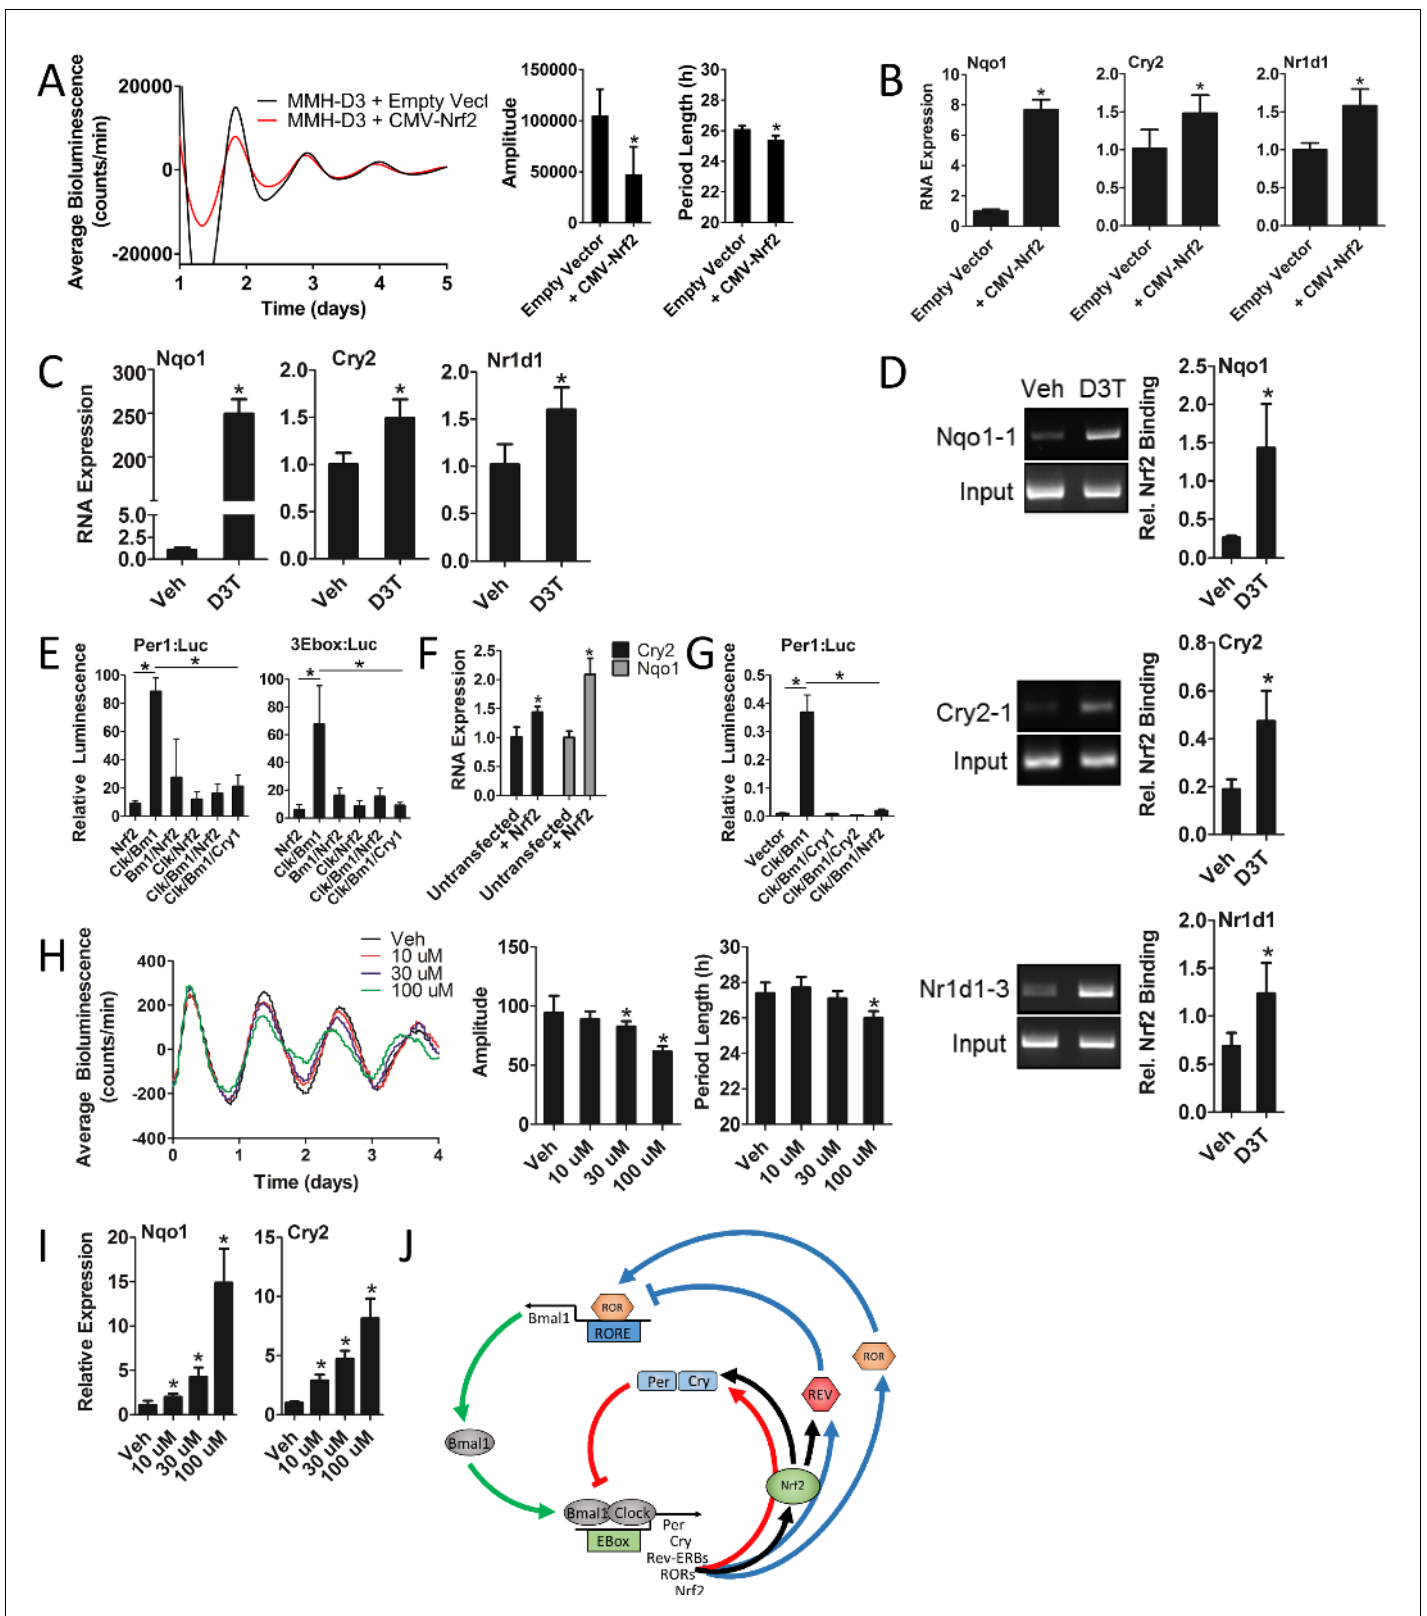 A
20000
0
-20000
Average Bioluminescence
(counts/min)
MMH-D3 + Empty Vect
MMH-D3 + CMV-Nrf2
1 2 3 4 5
Time (days)
Amplitude
150000
100000
50000
0
*
Empty Vector
+ CMV-Nrf2
Period Length (h)
30
28
26
24
22
20
*
Empty Vector
+ CMV-Nrf2
B
Nqo1
RNA Expression
10
8
6
4
2
0
*
Empty Vector
+ CMV-Nrf2
Cry2
2.0
1.5
1.0
0.5
0.0
*
Empty Vector
+ CMV-Nrf2
Nr1d1
2.0
1.5
1.0
0.5
0.0
*
Empty Vector
+ CMV-Nrf2
C
Nqo1
RNA Expression
300
250
200
5.0
2.5
0.0
*
Veh
D3T
Cry2
2.0
1.5
1.0
0.5
0.0
*
Veh
D3T
Nr1d1
2.0
1.5
1.0
0.5
0.0
*
Veh
D3T
D
Veh D3T
Nqo1-1
Input
Nqo1
Rel. Nrf2 Binding
2.5
2.0
1.5
1.0
0.5
0.0
*
Veh
D3T
Cry2-1
Input
Cry2
Rel. Nrf2 Binding
0.8
0.6
0.4
0.2
0.0
*
Veh
D3T
Nr1d1-3
Input
Nr1d1
Rel. Nrf2 Binding
2.0
1.5
1.0
0.5
0.0
*
Veh
D3T
E
Per1:Luc
Relative Luminescence
100
80
60
40
20
0
* *
Nrf2
Clk/Bm1
Bm1/Nrf2
Clk/Nrf2
Clk/Bm1/Nrf2
Clk/Bm1/Cry1
3Ebox:Luc
100
80
60
40
20
0
* *
Nrf2
Clk/Bm1
Bm1/Nrf2
Clk/Nrf2
Clk/Bm1/Nrf2
Clk/Bm1/Cry1
F
RNA Expression
2.5
2.0
1.5
1.0
0.5
0.0
Cry2
Nqo1
* *
Untransfected
+ Nrf2
Untransfected
+ Nrf2
G
Per1:Luc
Relative Luminescence
0.5
0.4
0.3
0.2
0.1
0.0
* *
Vector
Clk/Bm1
Clk/Bm1/Cry1
Clk/Bm1/Cry2
Clk/Bm1/Nrf2
H
Average Bioluminescence
(counts/min)
400
200
0
-200
-400
Veh
10 uM
30 uM
100 uM
0 1 2 3 4
Time (days)
Amplitude
150
100
50
0
* *
Veh
10 uM
30 uM
100 uM
Period Length (h)
30
28
26
24
22
20
*
Veh
10 uM
30 uM
100 uM
I
Nqo1
Relative Expression
20
15
10
5
0
* * *
Veh
10 uM
30 uM
100 uM
Cry2
15
10
5
0
* * *
Veh
10 uM
30 uM
100 uM
J
Bmal1
ROR
RORE
ROR
Per Cry
REV
Bmal1
Nrf2
Bmal1 Clock
EBox
Per
Cry
Rev-ERBs
RORs
Nrf2